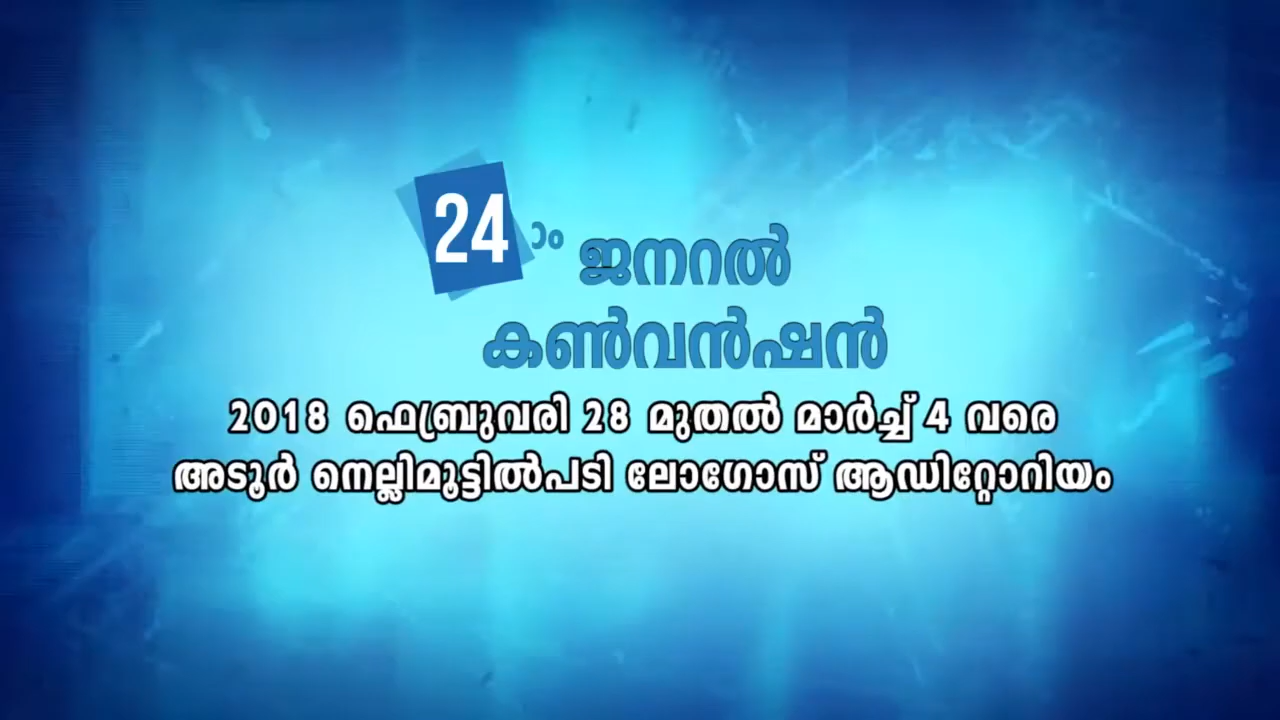 24ാം ജനറൽ
കൺവൻഷൻ
2018 ഫെബ്രുവരി 28 മുതൽ മാർച്ച് 4 വരെ
അടൂർ നെല്ലിമൂട്ടിൽപടി ലോഗോസ് ആഡിറ്റോറിയം